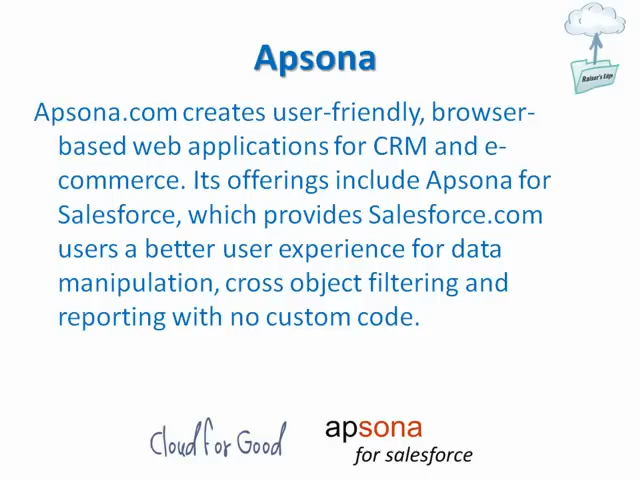 Raiser's Edge
Apsona
Apsona.com creates user-friendly, browser-
based web applications for CRM and e-
commerce. Its offerings include Apsona for
Salesforce, which provides Salesforce.com
users a better user experience for data
manipulation, cross object filtering and
reporting with no custom code.
Cloud for Good
apsona
for salesforce